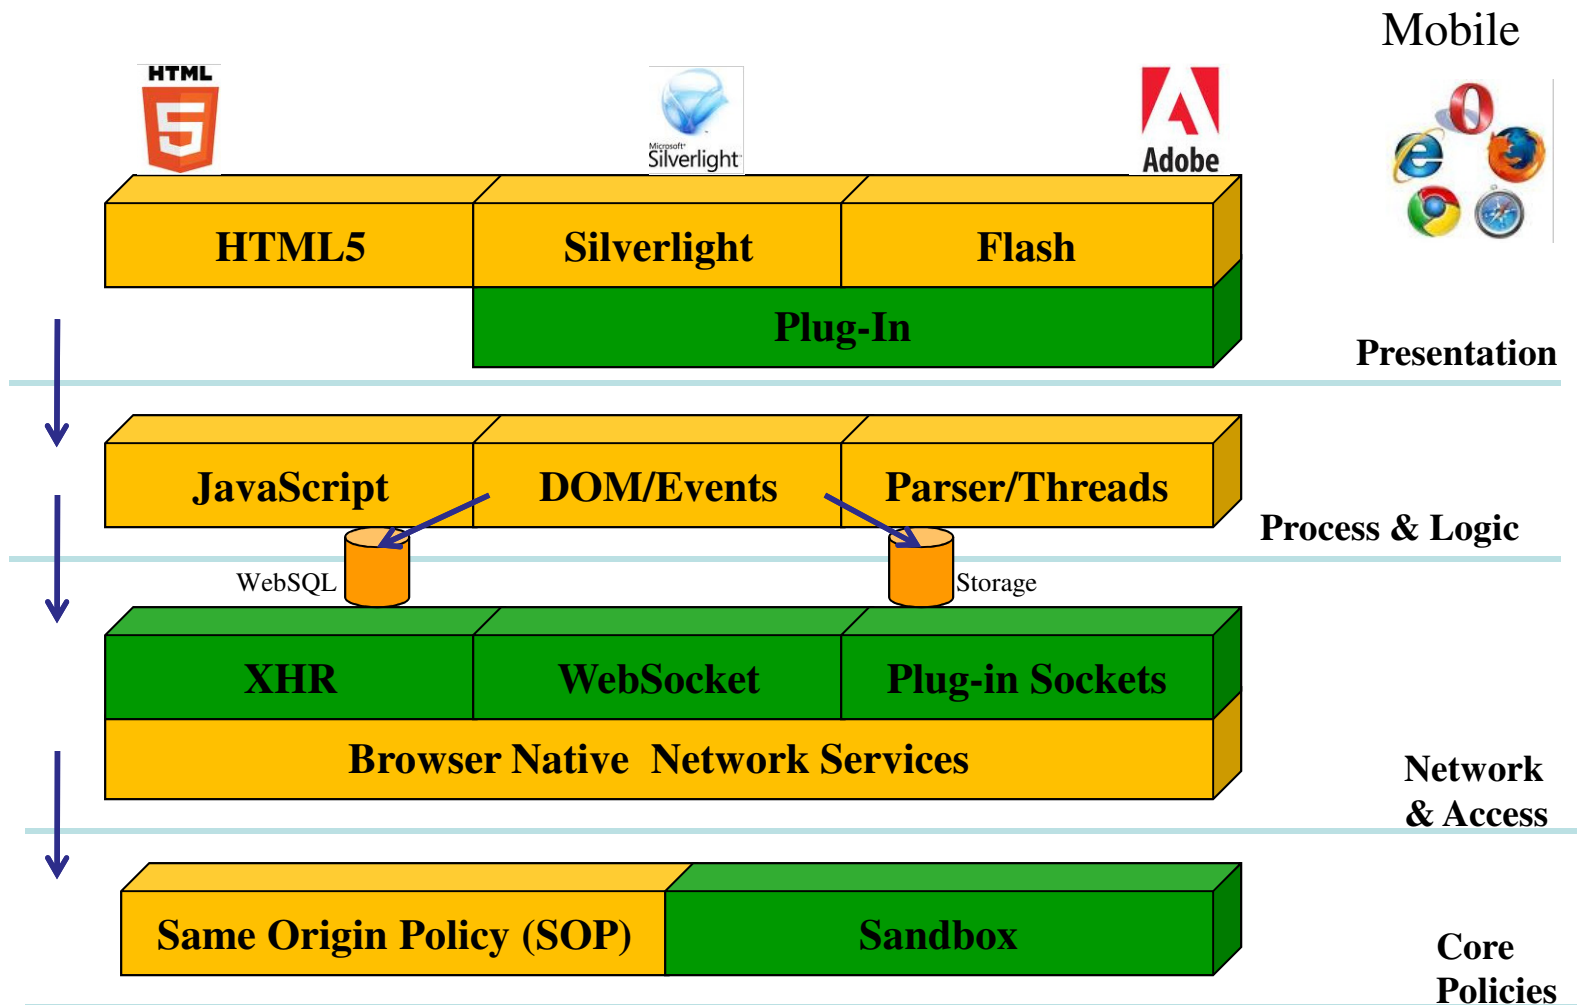 Mobile
HTML
5
Microsoft
Silverlight
Adobe
HTML5
Silverlight
Flash
Plug-In
Presentation
JavaScript
DOM/Events
Parser/Threads
Process & Logic
WebSQL
Storage
XHR
WebSocket
Plug-in Sockets
Browser Native Network Services
Network
& Access
Same Origin Policy (SOP)
Sandbox
Core
Policies